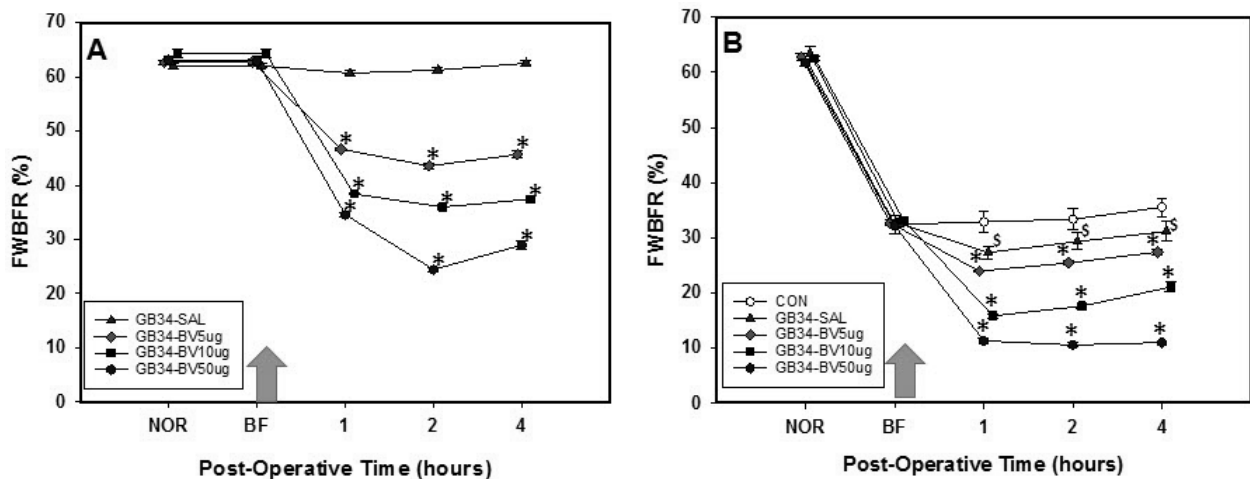 A
FWBFR (%)
70
60
50
40
30
20
10
0
* * *
* * *
* * *
GB34-SAL
GB34-BV5ug
GB34-BV10ug
GB34-BV50ug
NOR BF 1 2 4
Post-Operative Time (hours)
B
FWBFR (%)
70
60
50
40
30
20
10
0
$ $ $
* * *
* * *
* * *
CON
GB34-SAL
GB34-BV5ug
GB34-BV10ug
GB34-BV50ug
NOR BF 1 2 4
Post-Operative Time (hours)